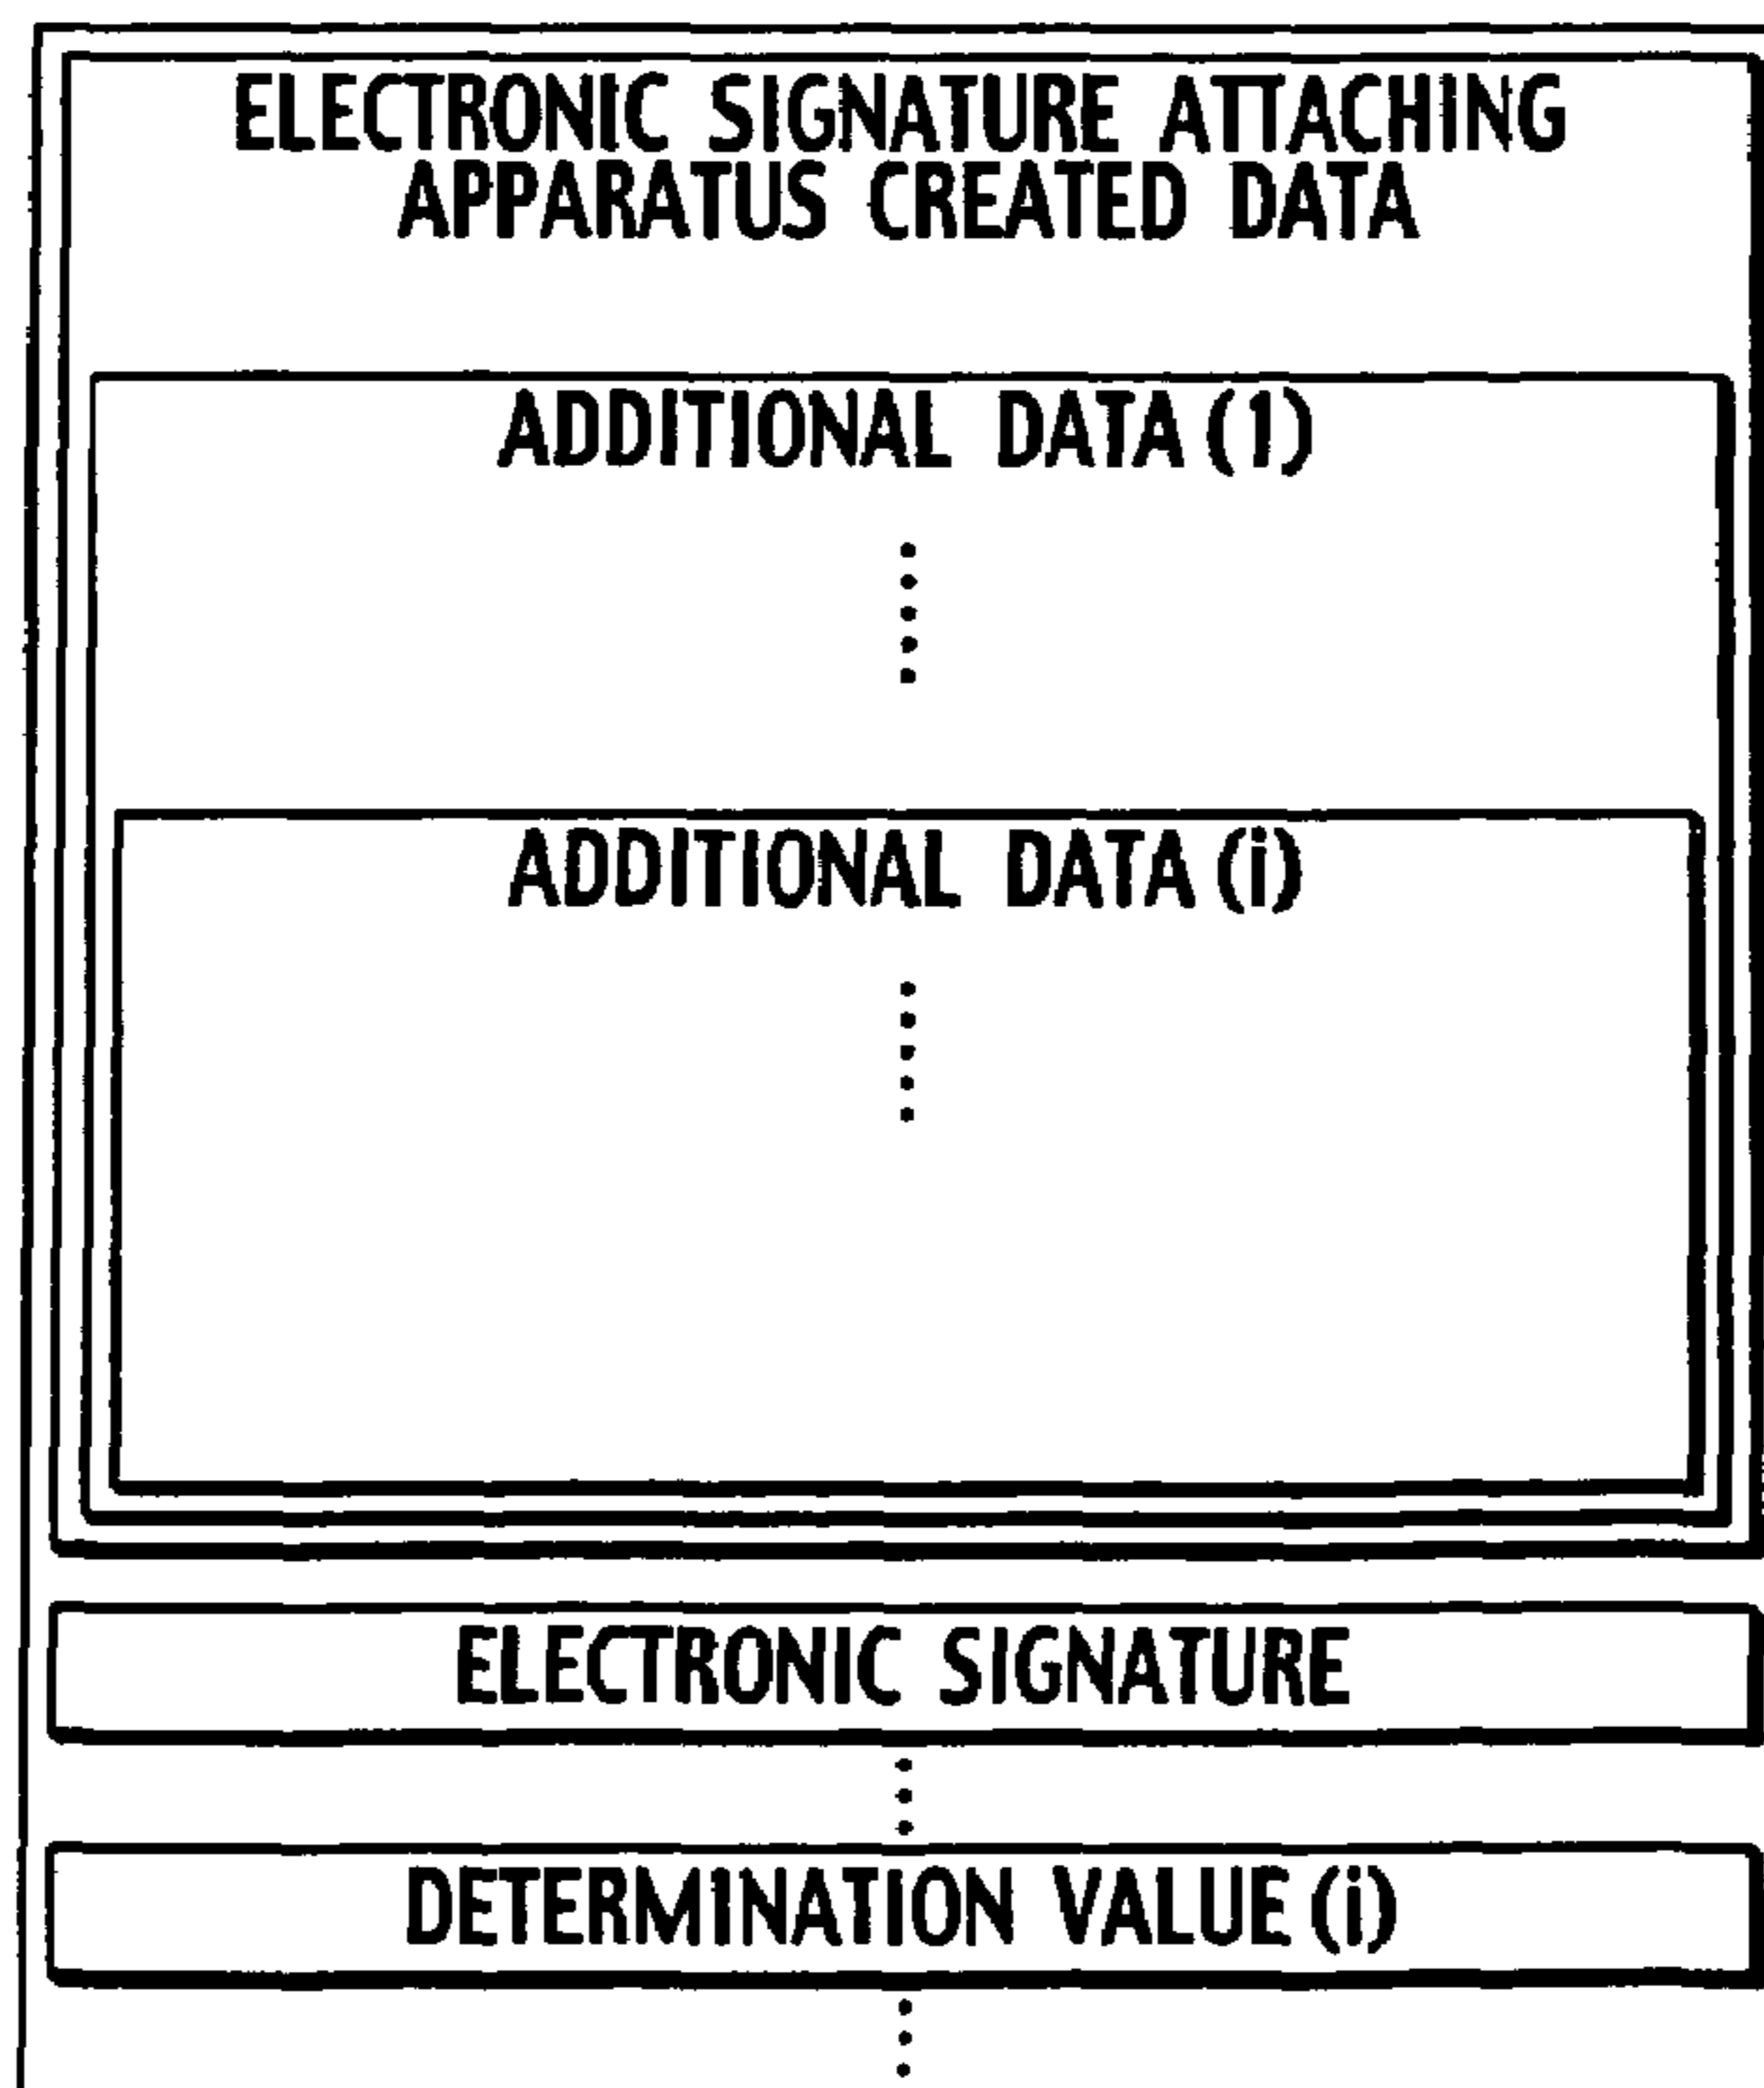 ELECTRONIC SIGNATURE ATTACHING
APPARATUS CREATED DATA
ADDITIONAL DATA (1)
ADDITIONAL DATA (i)
ELECTRONIC SIGNATURE
DETERMINATION VALUE (i)